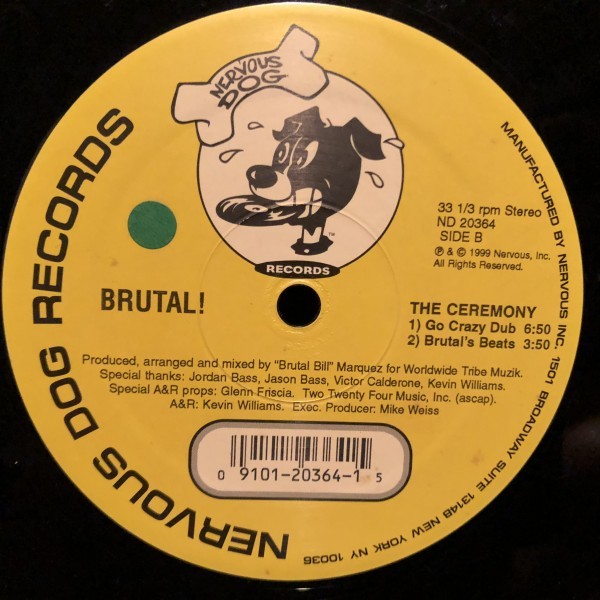 NERVOUS DOG RECORDS
NERVOUS
DOG
TM
RECORDS
MANUFACTURED BY NERVOUS INC. 1501 BROADWAY SUITE 1314B NEW YORK NY 10036
33 1/3 rpm Stereo
ND 20364
SIDE B
℗ & © 1999 Nervous, Inc.
All Rights Reserved.
BRUTAL!
THE CEREMONY
1) Go Crazy Dub 6:50
2) Brutal's Beats 3:50
Produced, arranged and mixed by "Brutal Bill" Marquez for Worldwide Tribe Muzik.
Special thanks: Jordan Bass, Jason Bass, Victor Calderone, Kevin Williams.
Special A&R props: Glenn Friscia. Two Twenty Four Music, Inc. (ascap).
A&R: Kevin Williams. Exec. Producer: Mike Weiss
0 9101-20364-1 5